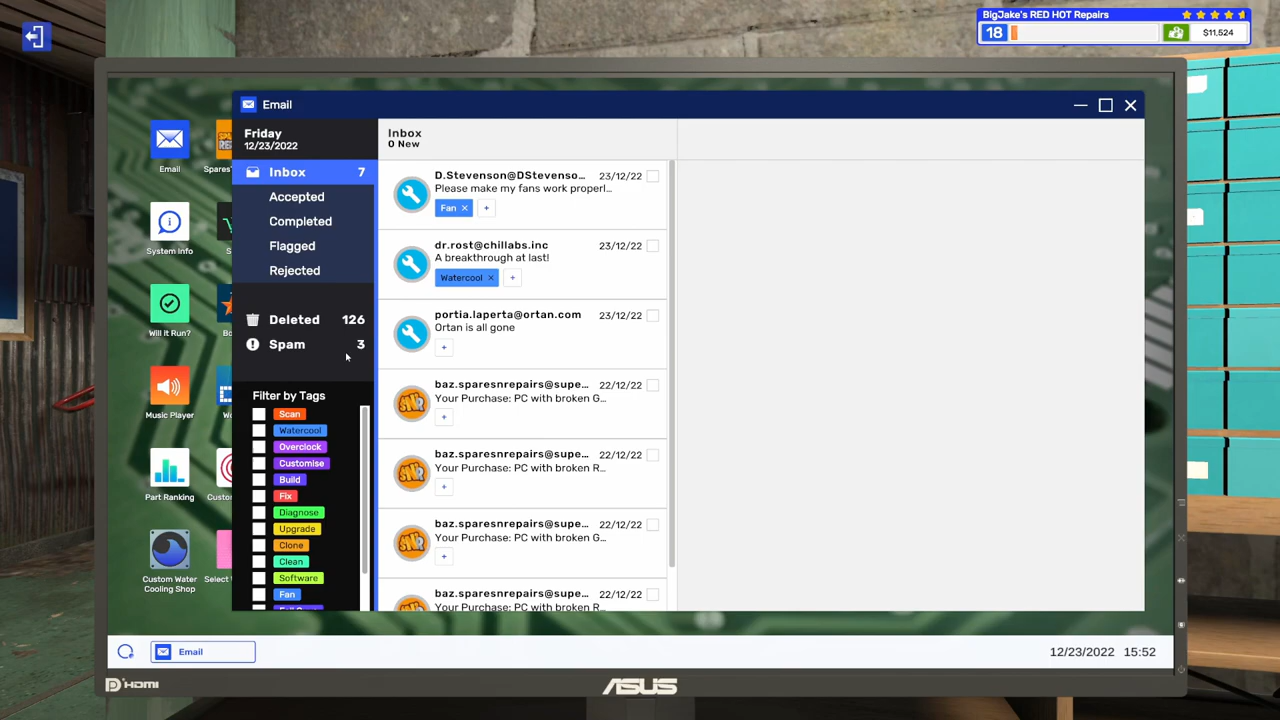 BigJake's RED HOT Repairs
18
$11,524
Email
System Info
Will it Run?
Music Player
Part Ranking
Custom Water
Cooling Shop
Email
Friday
12/23/2022
Inbox 7
Accepted
Completed
Flagged
Rejected
Deleted 126
Spam 3
Filter by Tags
Scan
Watercool
Overclock
Customise
Build
Fix
Diagnose
Upgrade
Clone
Clean
Software
Fan
Inbox
0 New
D.Stevenson@DStevenso... 23/12/22
Please make my fans work properl...
Fan × +
dr.rost@chillabs.inc 23/12/22
A breakthrough at last!
Watercool × +
portia.laperta@ortan.com 23/12/22
Ortan is all gone
+
baz.sparesnrepairs@supe... 22/12/22
Your Purchase: PC with broken G...
+
baz.sparesnrepairs@supe... 22/12/22
Your Purchase: PC with broken R...
+
baz.sparesnrepairs@supe... 22/12/22
Your Purchase: PC with broken G...
+
baz.sparesnrepairs@supe... 22/12/22
Your Purchase: PC with broken R...
Email
12/23/2022 15:52
HDMI
ASUS